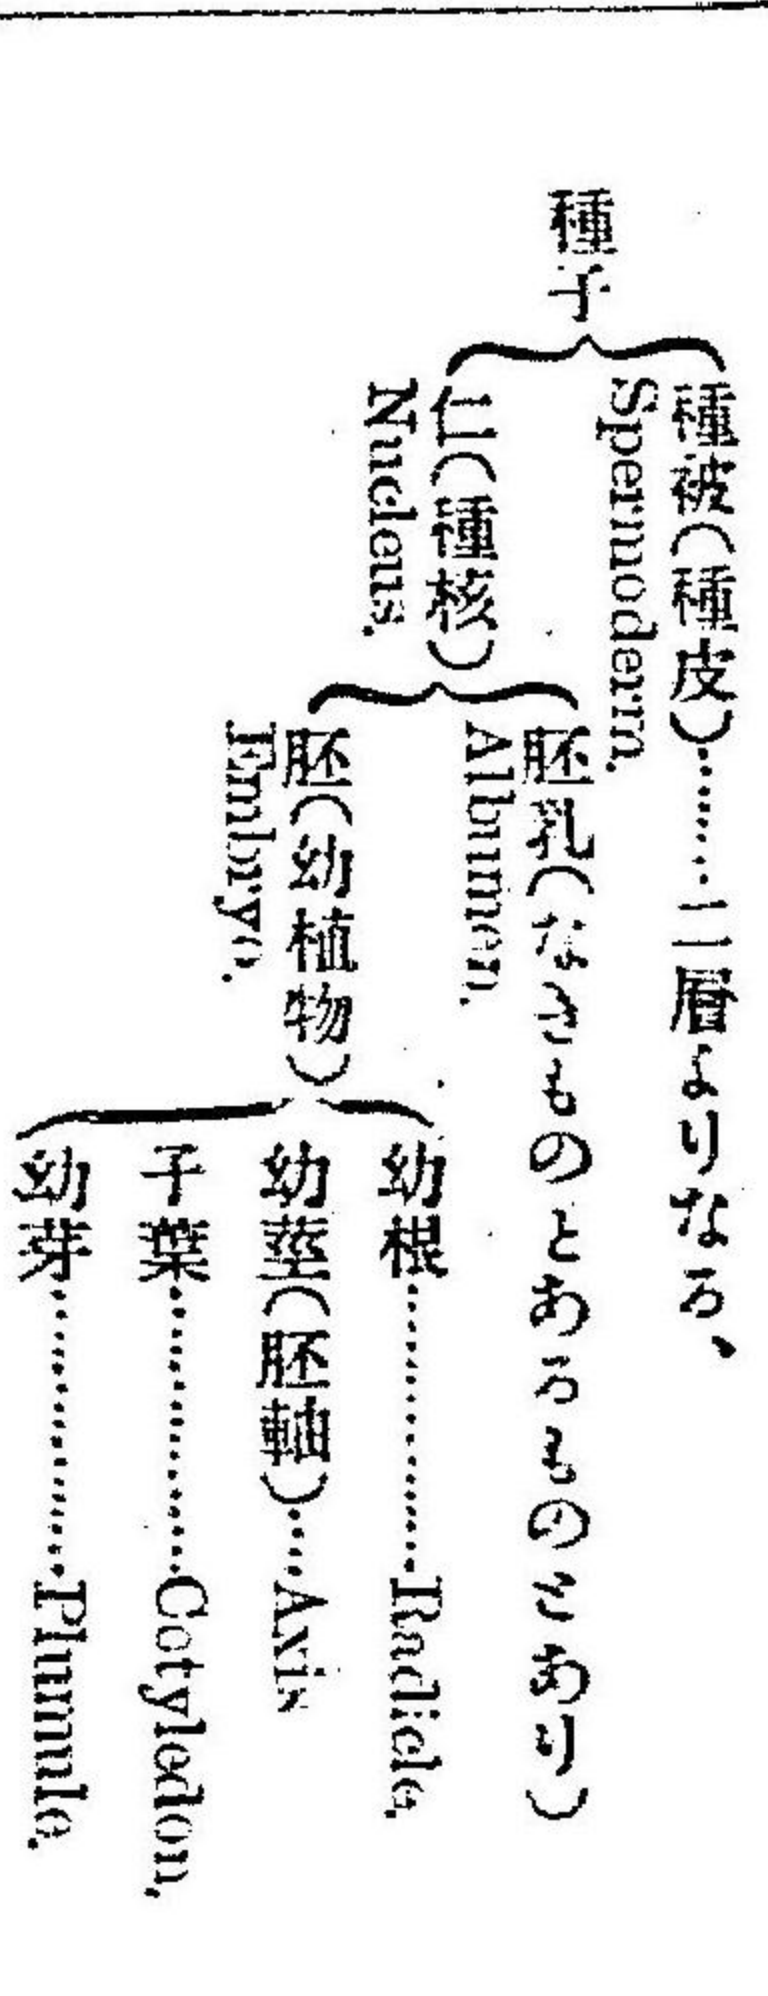 種子
種被(種皮)………二層よりなる、
Spermoderm.
仁(種核)
Nucleus.
胚乳(なきものとあるものとあり)
Albumen.
胚(幼植物)
Embryo.
幼根…………Radicle.
幼莖(胚軸)…Axis
子葉…………Cotyledon.
幼芽…………Plumule.